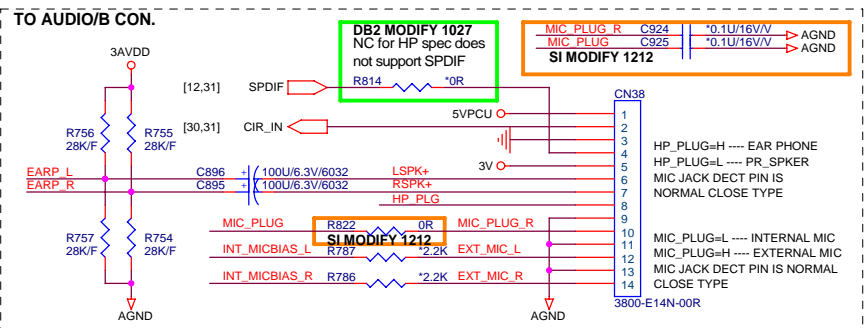 TO AUDIO/B CON.
DB2 MODIFY 1027
NC for HP spec does
not support SPDIF
MIC_PLUG_R C924 *0.1U/16V/V AGND
MIC_PLUG C925 *0.1U/16V/V AGND
SI MODIFY 1212
3AVDD
[12,31] SPDIF R814 *0R
CN38
5VPCU
1
[30,31] CIR_IN
2
3
4
3V
5
6
7
8
9
10
11
12
13
14
3800-E14N-00R
R756
28K/F
R755
28K/F
EARP_L C896 + 100U/6.3V/6032 LSPK+
EARP_R C895 + 100U/6.3V/6032 RSPK+
HP_PLG
MIC_PLUG R822 0R MIC_PLUG_R
SI MODIFY 1212
R757
28K/F
R754
28K/F
INT_MICBIAS_L R787 *2.2K EXT_MIC_L
INT_MICBIAS_R R786 *2.2K EXT_MIC_R
AGND
AGND
HP_PLUG=H ---- EAR PHONE
HP_PLUG=L ---- PR_SPKER
MIC JACK DECT PIN IS
NORMAL CLOSE TYPE
MIC_PLUG=L ---- INTERNAL MIC
MIC_PLUG=H ---- EXTERNAL MIC
MIC JACK DECT PIN IS NORMAL
CLOSE TYPE